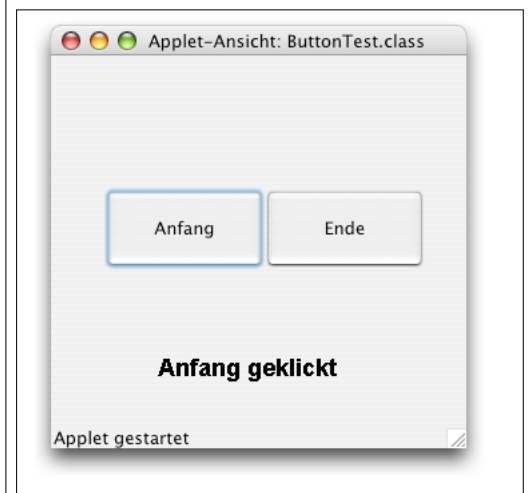 Applet-Ansicht: ButtonTest.class
Anfang Ende
Anfang geklickt
Applet gestartet